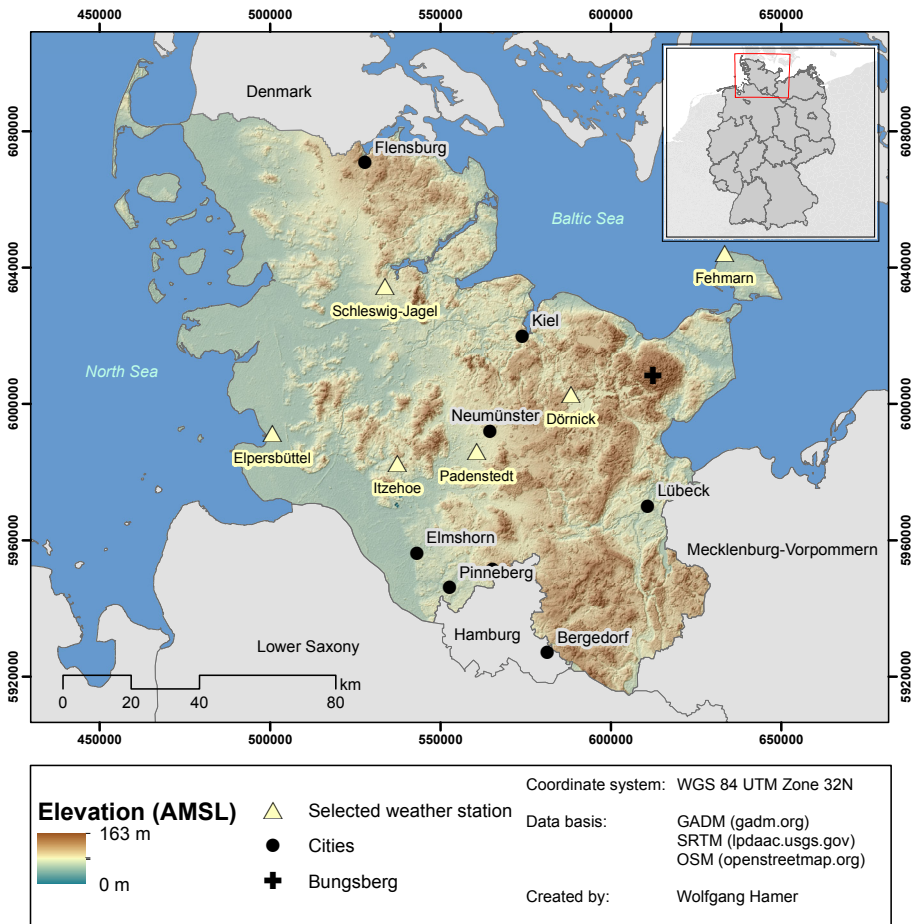 450000 500000 550000 600000 650000
Denmark
6080000
Flensburg
Baltic Sea
6040000
Fehmarn
Schleswig-Jagel
Kiel
North Sea
6000000
Neumünster
Dörnick
Elpersbüttel
Padenstedt
Itzehoe
Lübeck
5960000
Elmshorn
Mecklenburg-Vorpommern
Pinneberg
Hamburg
Bergedorf
Lower Saxony
5920000
km
0 20 40 80
6080000
6040000
6000000
5960000
5920000
450000 500000 550000 600000 650000
Elevation (AMSL)
163 m
0 m
Selected weather station
Cities
Bungsberg
Coordinate system: WGS 84 UTM Zone 32N
Data basis: GADM (gadm.org)
SRTM (lpdaac.usgs.gov)
OSM (openstreetmap.org)
Created by: Wolfgang Hamer